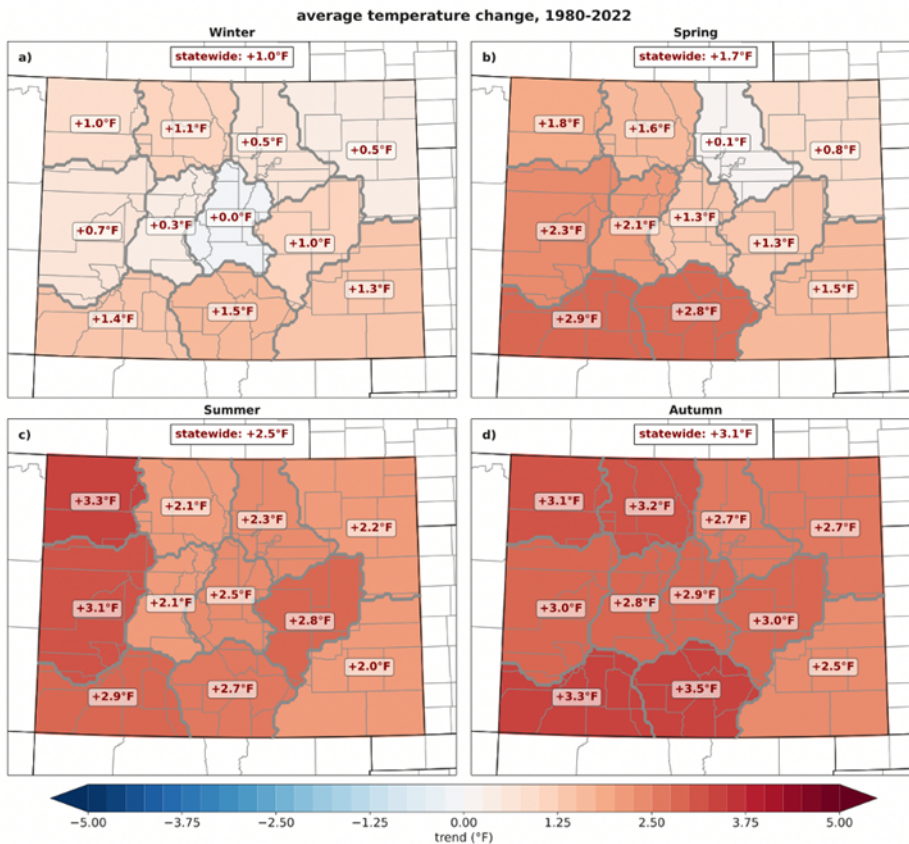 average temperature change, 1980-2022
Winter
a)
statewide: +1.0°F
+1.0°F
+1.1°F
+0.5°F
+0.5°F
+0.7°F
+0.3°F
+0.0°F
+1.0°F
+1.3°F
+1.4°F
+1.5°F
Spring
b)
statewide: +1.7°F
+1.8°F
+1.6°F
+0.1°F
+0.8°F
+2.3°F
+2.1°F
+1.3°F
+1.3°F
+1.5°F
+2.9°F
+2.8°F
Summer
c)
statewide: +2.5°F
+3.3°F
+2.1°F
+2.3°F
+2.2°F
+3.1°F
+2.1°F
+2.5°F
+2.8°F
+2.0°F
+2.9°F
+2.7°F
Autumn
d)
statewide: +3.1°F
+3.1°F
+3.2°F
+2.7°F
+2.7°F
+3.0°F
+2.8°F
+2.9°F
+3.0°F
+2.5°F
+3.3°F
+3.5°F
−5.00 −3.75 −2.50 −1.25 0.00 1.25 2.50 3.75 5.00
trend (°F)